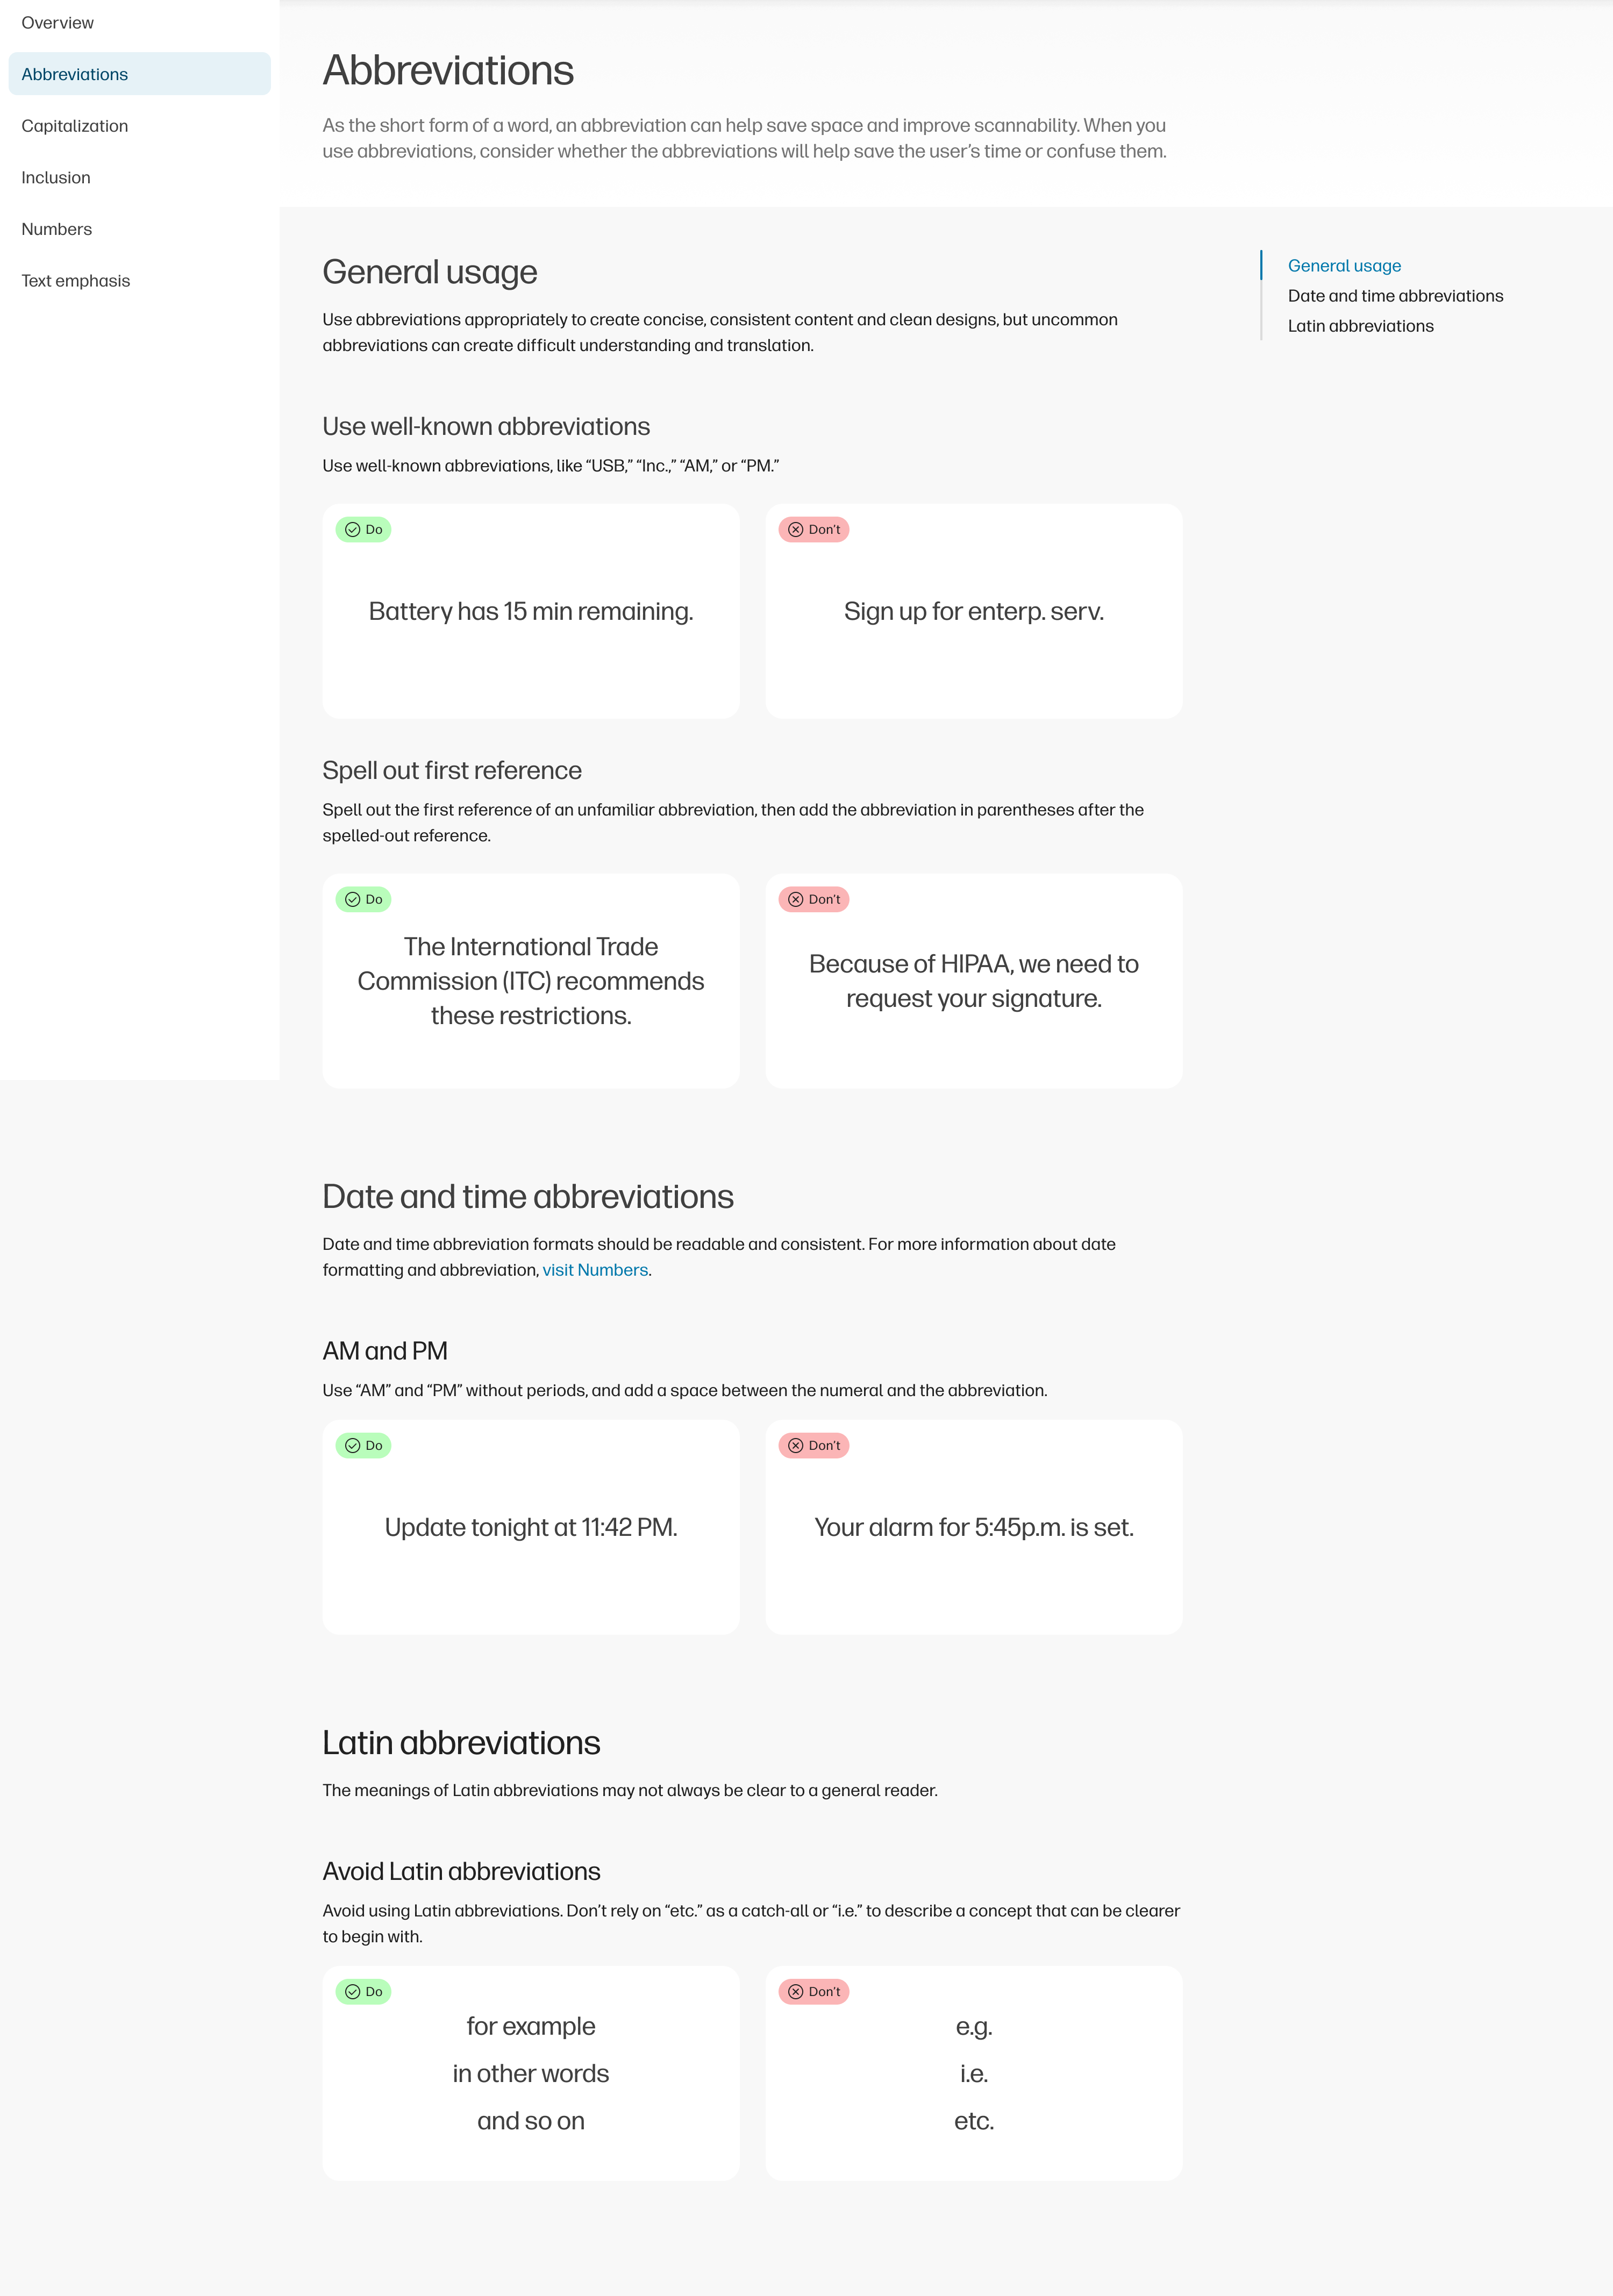 Overview
Abbreviations
Capitalization
Inclusion
Numbers
Text emphasis
Abbreviations
As the short form of a word, an abbreviation can help save space and improve scannability. When you
use abbreviations, consider whether the abbreviations will help save the user’s time or confuse them.
General usage
Use abbreviations appropriately to create concise, consistent content and clean designs, but uncommon
abbreviations can create difficult understanding and translation.
General usage
Date and time abbreviations
Latin abbreviations
Use well-known abbreviations
Use well-known abbreviations, like “USB,” “Inc.,” “AM,” or “PM.”
Do
Battery has 15 min remaining.
Don’t
Sign up for enterp. serv.
Spell out first reference
Spell out the first reference of an unfamiliar abbreviation, then add the abbreviation in parentheses after the
spelled-out reference.
Do
The International Trade
Commission (ITC) recommends
these restrictions.
Don’t
Because of HIPAA, we need to
request your signature.
Date and time abbreviations
Date and time abbreviation formats should be readable and consistent. For more information about date
formatting and abbreviation, visit Numbers.
AM and PM
Use “AM” and “PM” without periods, and add a space between the numeral and the abbreviation.
Do
Update tonight at 11:42 PM.
Don’t
Your alarm for 5:45p.m. is set.
Latin abbreviations
The meanings of Latin abbreviations may not always be clear to a general reader.
Avoid Latin abbreviations
Avoid using Latin abbreviations. Don’t rely on “etc.” as a catch-all or “i.e.” to describe a concept that can be clearer
to begin with.
Do
for example
in other words
and so on
Don’t
e.g.
i.e.
etc.